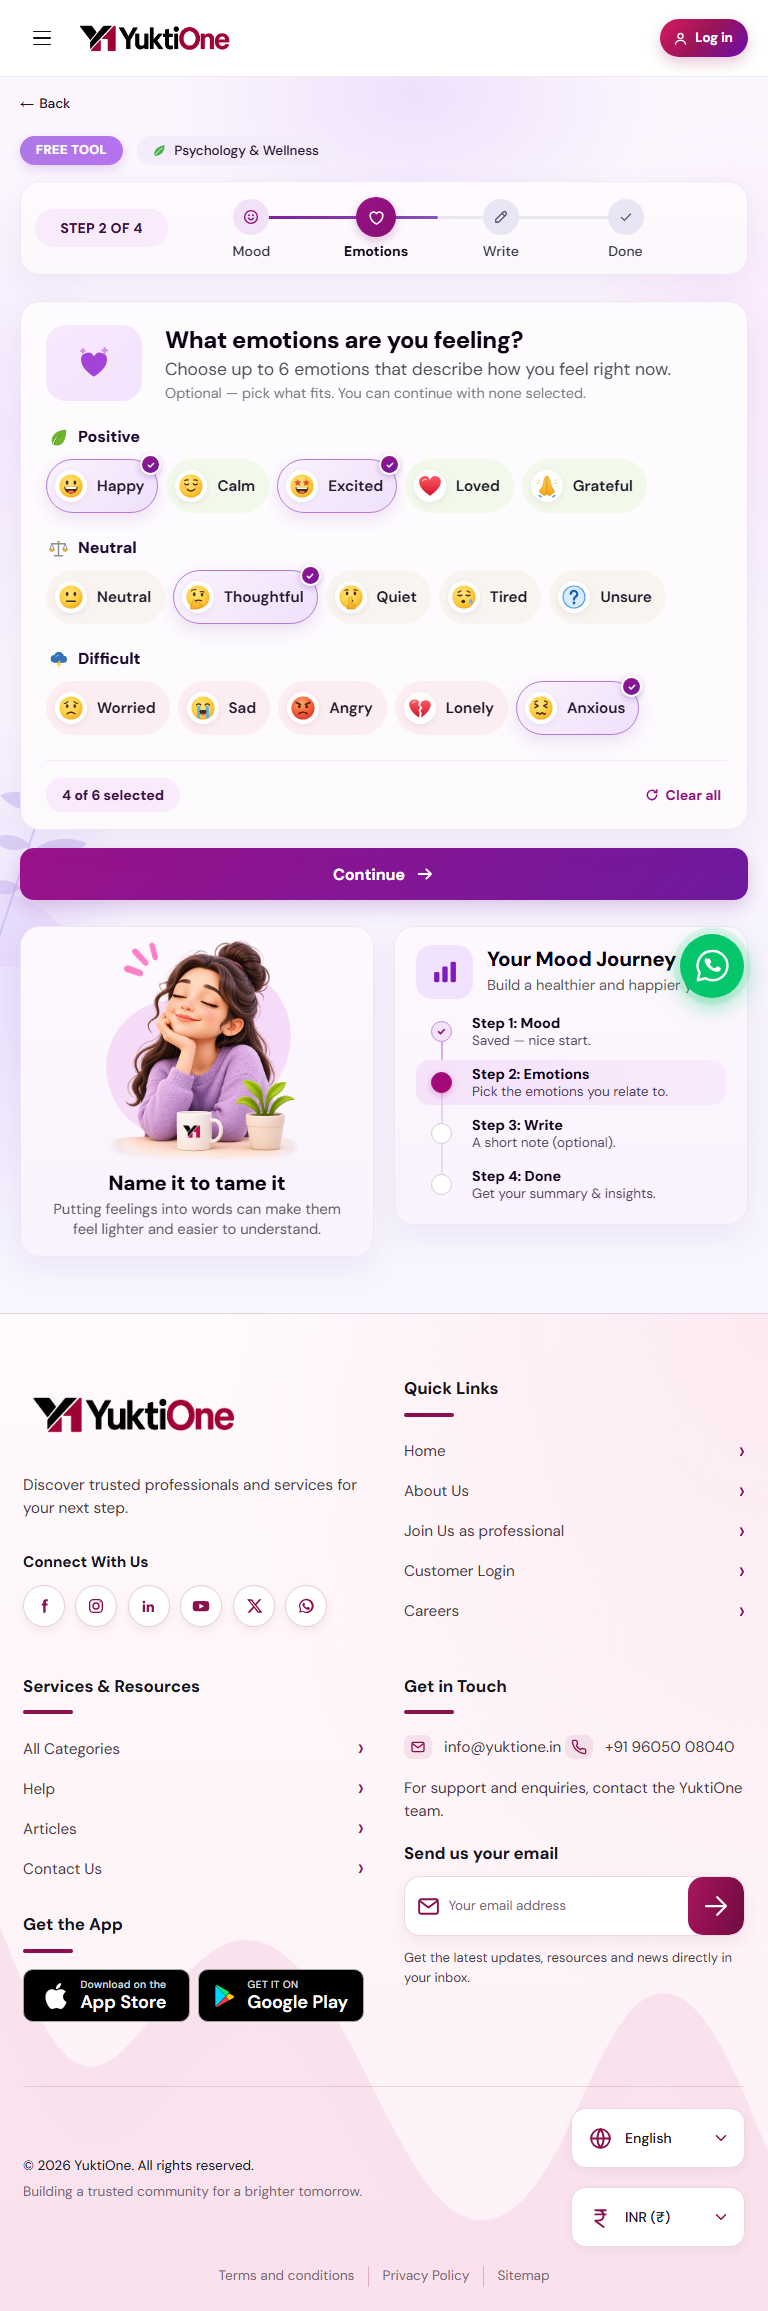 YuktiOne
Log in
← Back
FREE TOOL
Psychology & Wellness
STEP 2 OF 4
Mood
Emotions
Write
Done
What emotions are you feeling?
Choose up to 6 emotions that describe how you feel right now.
Optional — pick what fits. You can continue with none selected.
Positive
Happy
Calm
Excited
Loved
Grateful
Neutral
Neutral
Thoughtful
Quiet
Tired
Unsure
Difficult
Worried
Sad
Angry
Lonely
Anxious
4 of 6 selected
Clear all
Continue →
Name it to tame it
Putting feelings into words can make them
feel lighter and easier to understand.
Your Mood Journey
Build a healthier and happier
Step 1: Mood
Saved — nice start.
Step 2: Emotions
Pick the emotions you relate to.
Step 3: Write
A short note (optional).
Step 4: Done
Get your summary & insights.
YuktiOne
Discover trusted professionals and services for
your next step.
Connect With Us
Quick Links
Home
About Us
Join Us as professional
Customer Login
Careers
Services & Resources
All Categories
Help
Articles
Contact Us
Get the App
Download on the
App Store
GET IT ON
Google Play
Get in Touch
info@yuktione.in
+91 96050 08040
For support and enquiries, contact the YuktiOne
team.
Send us your email
Your email address
Get the latest updates, resources and news directly in
your inbox.
© 2026 YuktiOne. All rights reserved.
Building a trusted community for a brighter tomorrow.
English
₹ INR (₹)
Terms and conditions
Privacy Policy
Sitemap